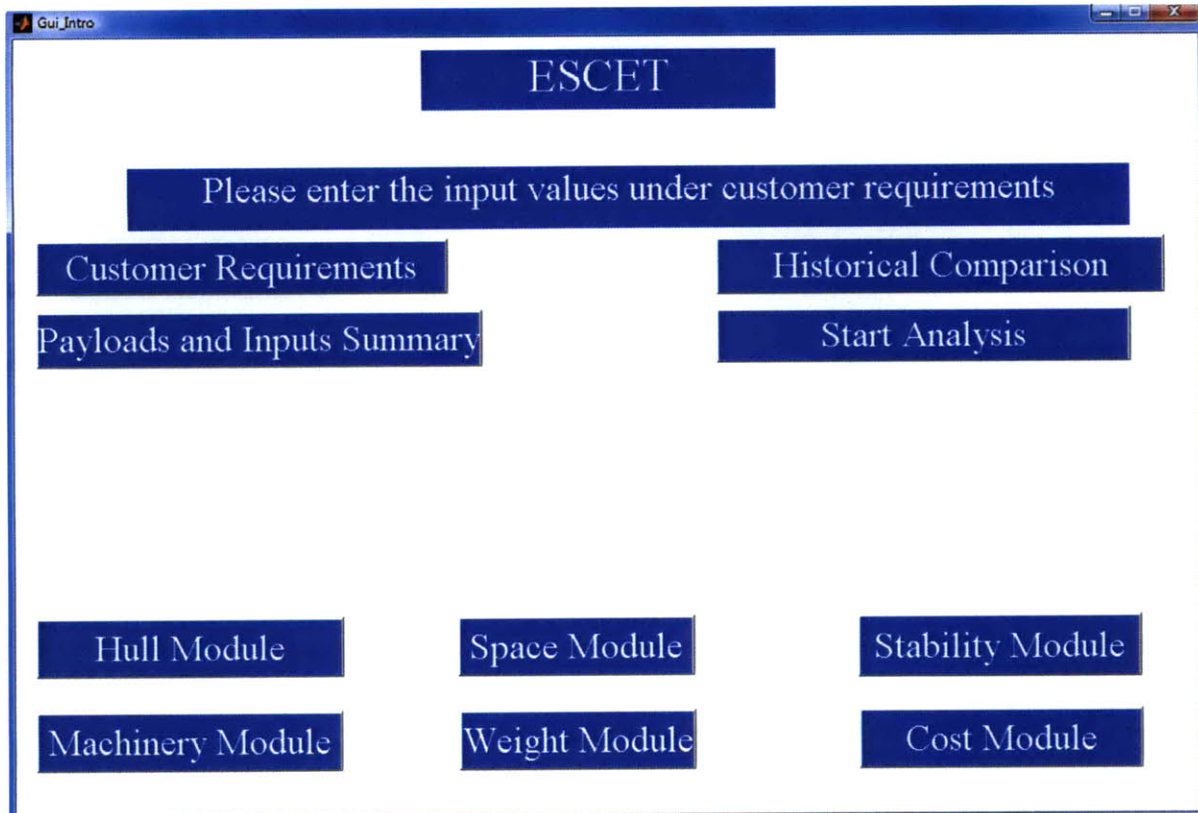 Gui_Intro
ESCET
Please enter the input values under customer requirements
Customer Requirements
Historical Comparison
Payloads and Inputs Summary
Start Analysis
Hull Module
Space Module
Stability Module
Machinery Module
Weight Module
Cost Module